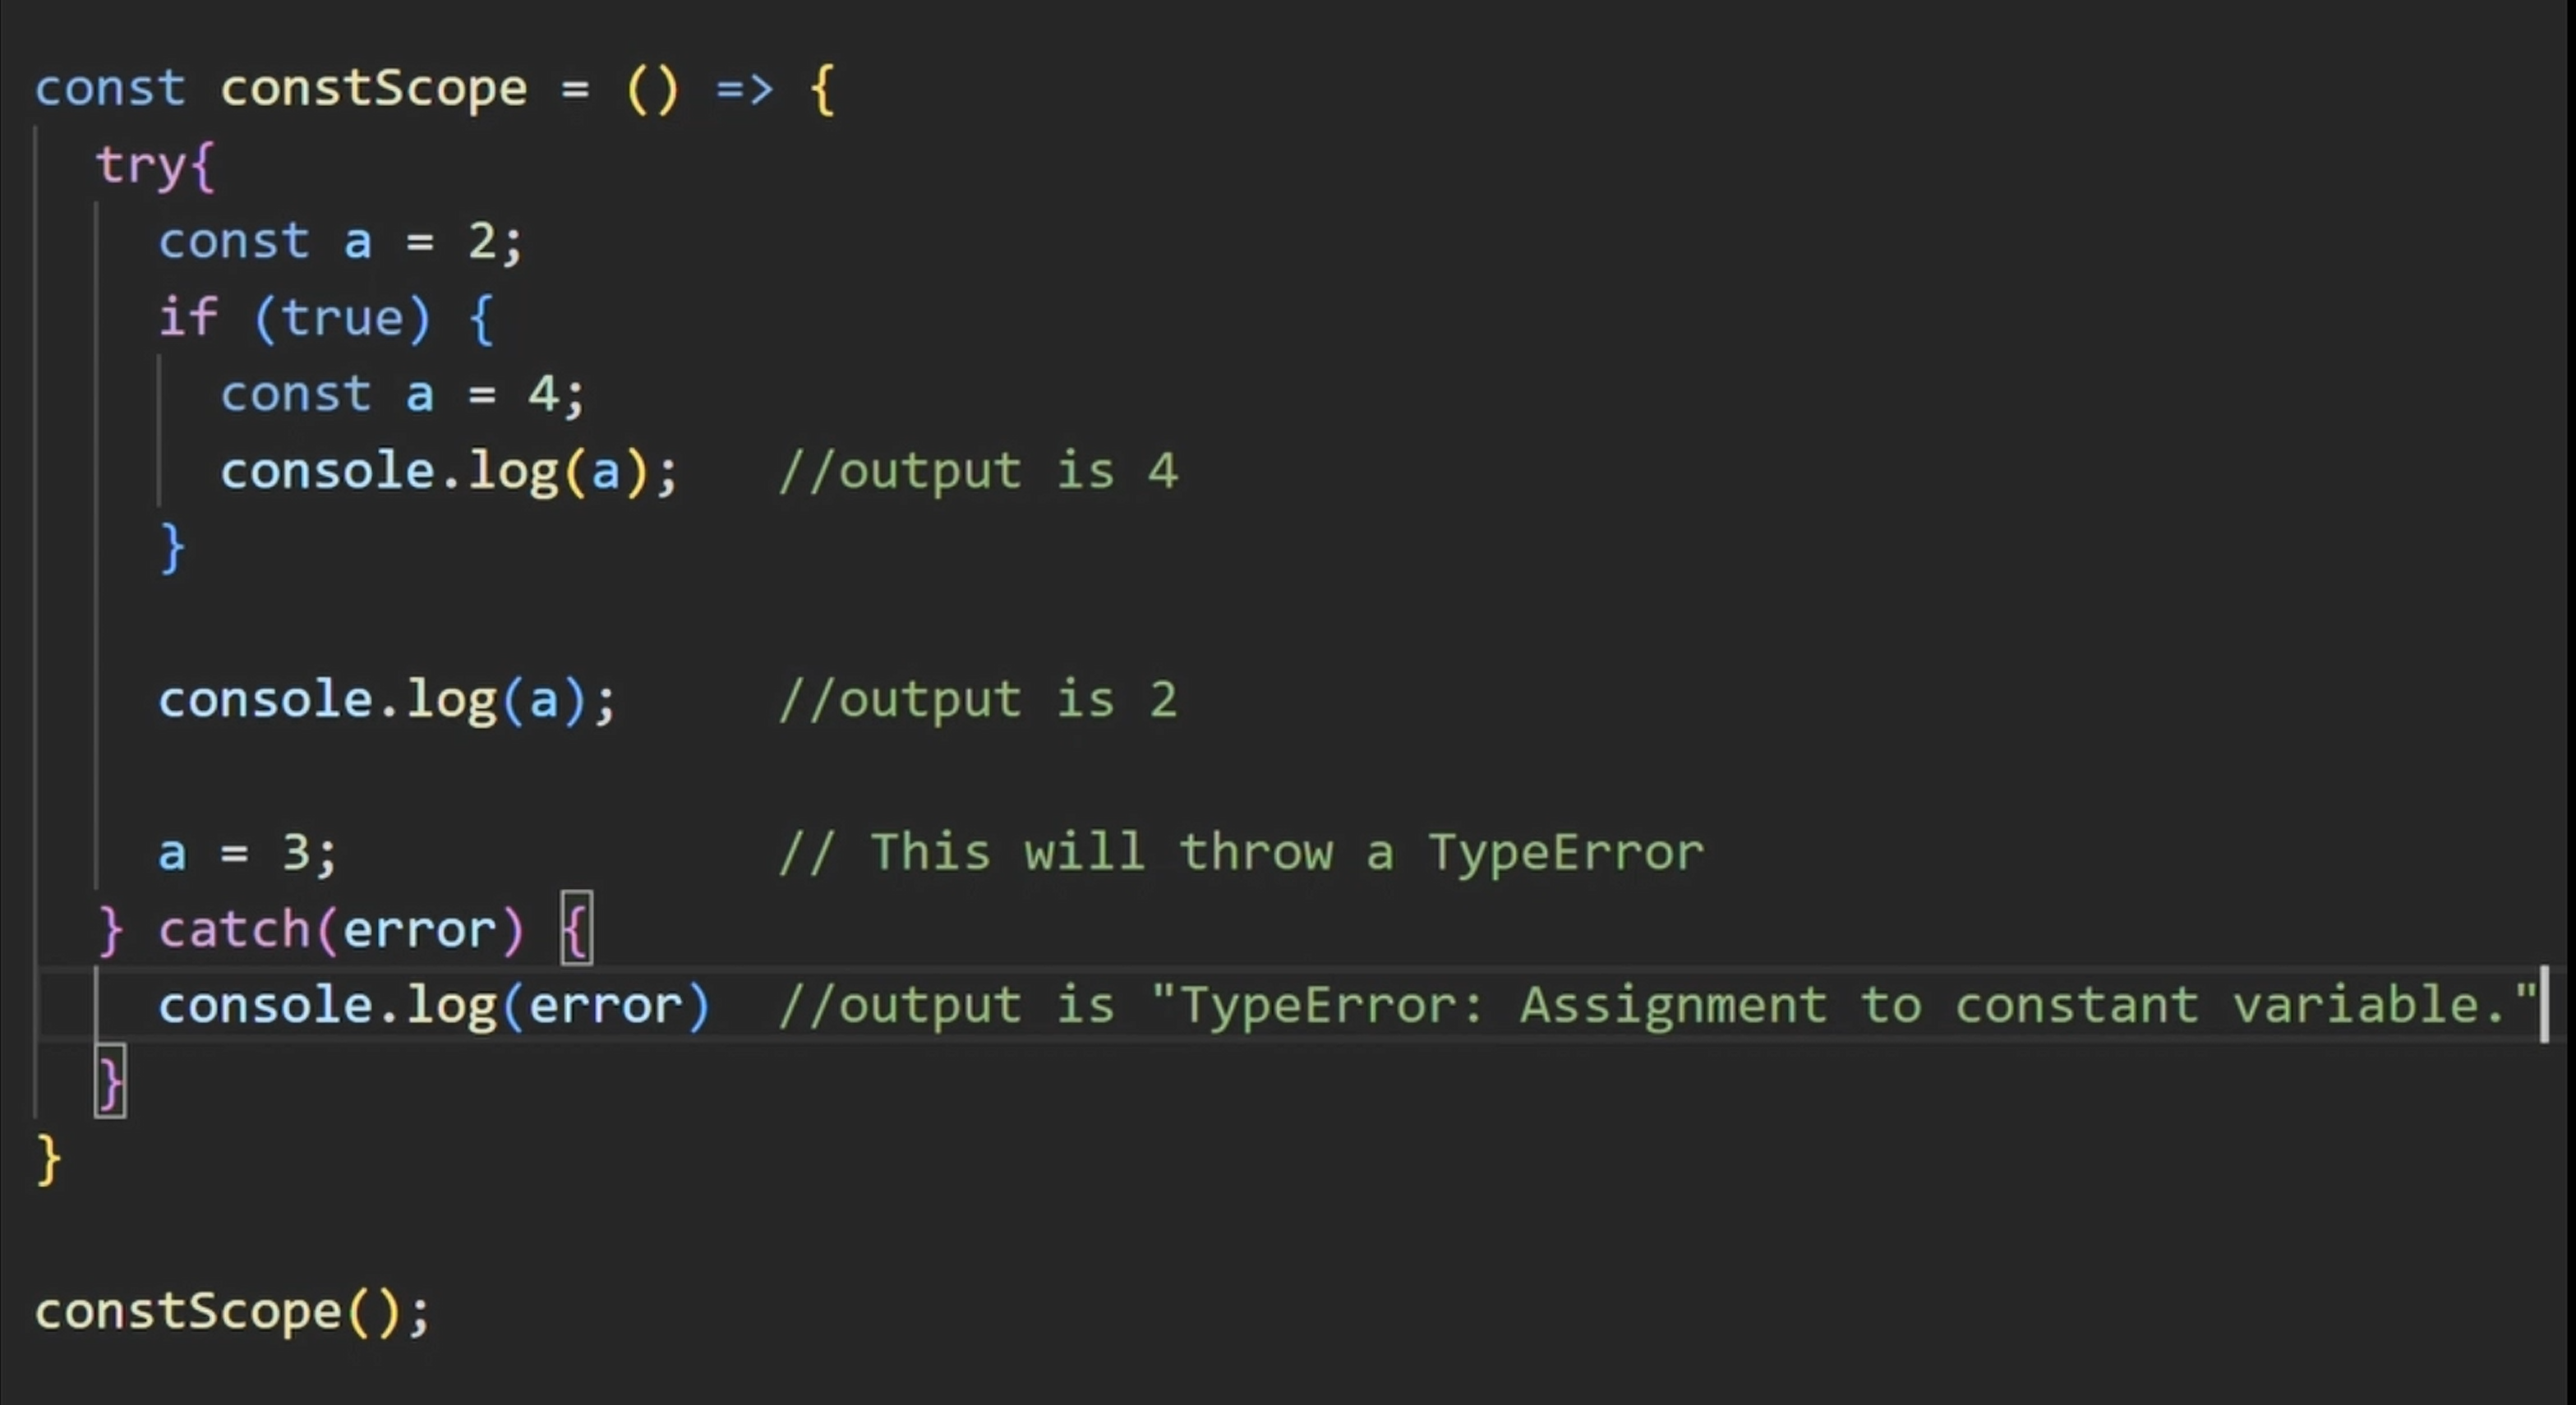 const constScope = () => {
  try{
    const a = 2;
    if (true) {
      const a = 4;
      console.log(a);   //output is 4
    }
    console.log(a);     //output is 2
    a = 3;              // This will throw a TypeError
  } catch(error) {
    console.log(error)  //output is "TypeError: Assignment to constant variable."
  }
}
constScope();